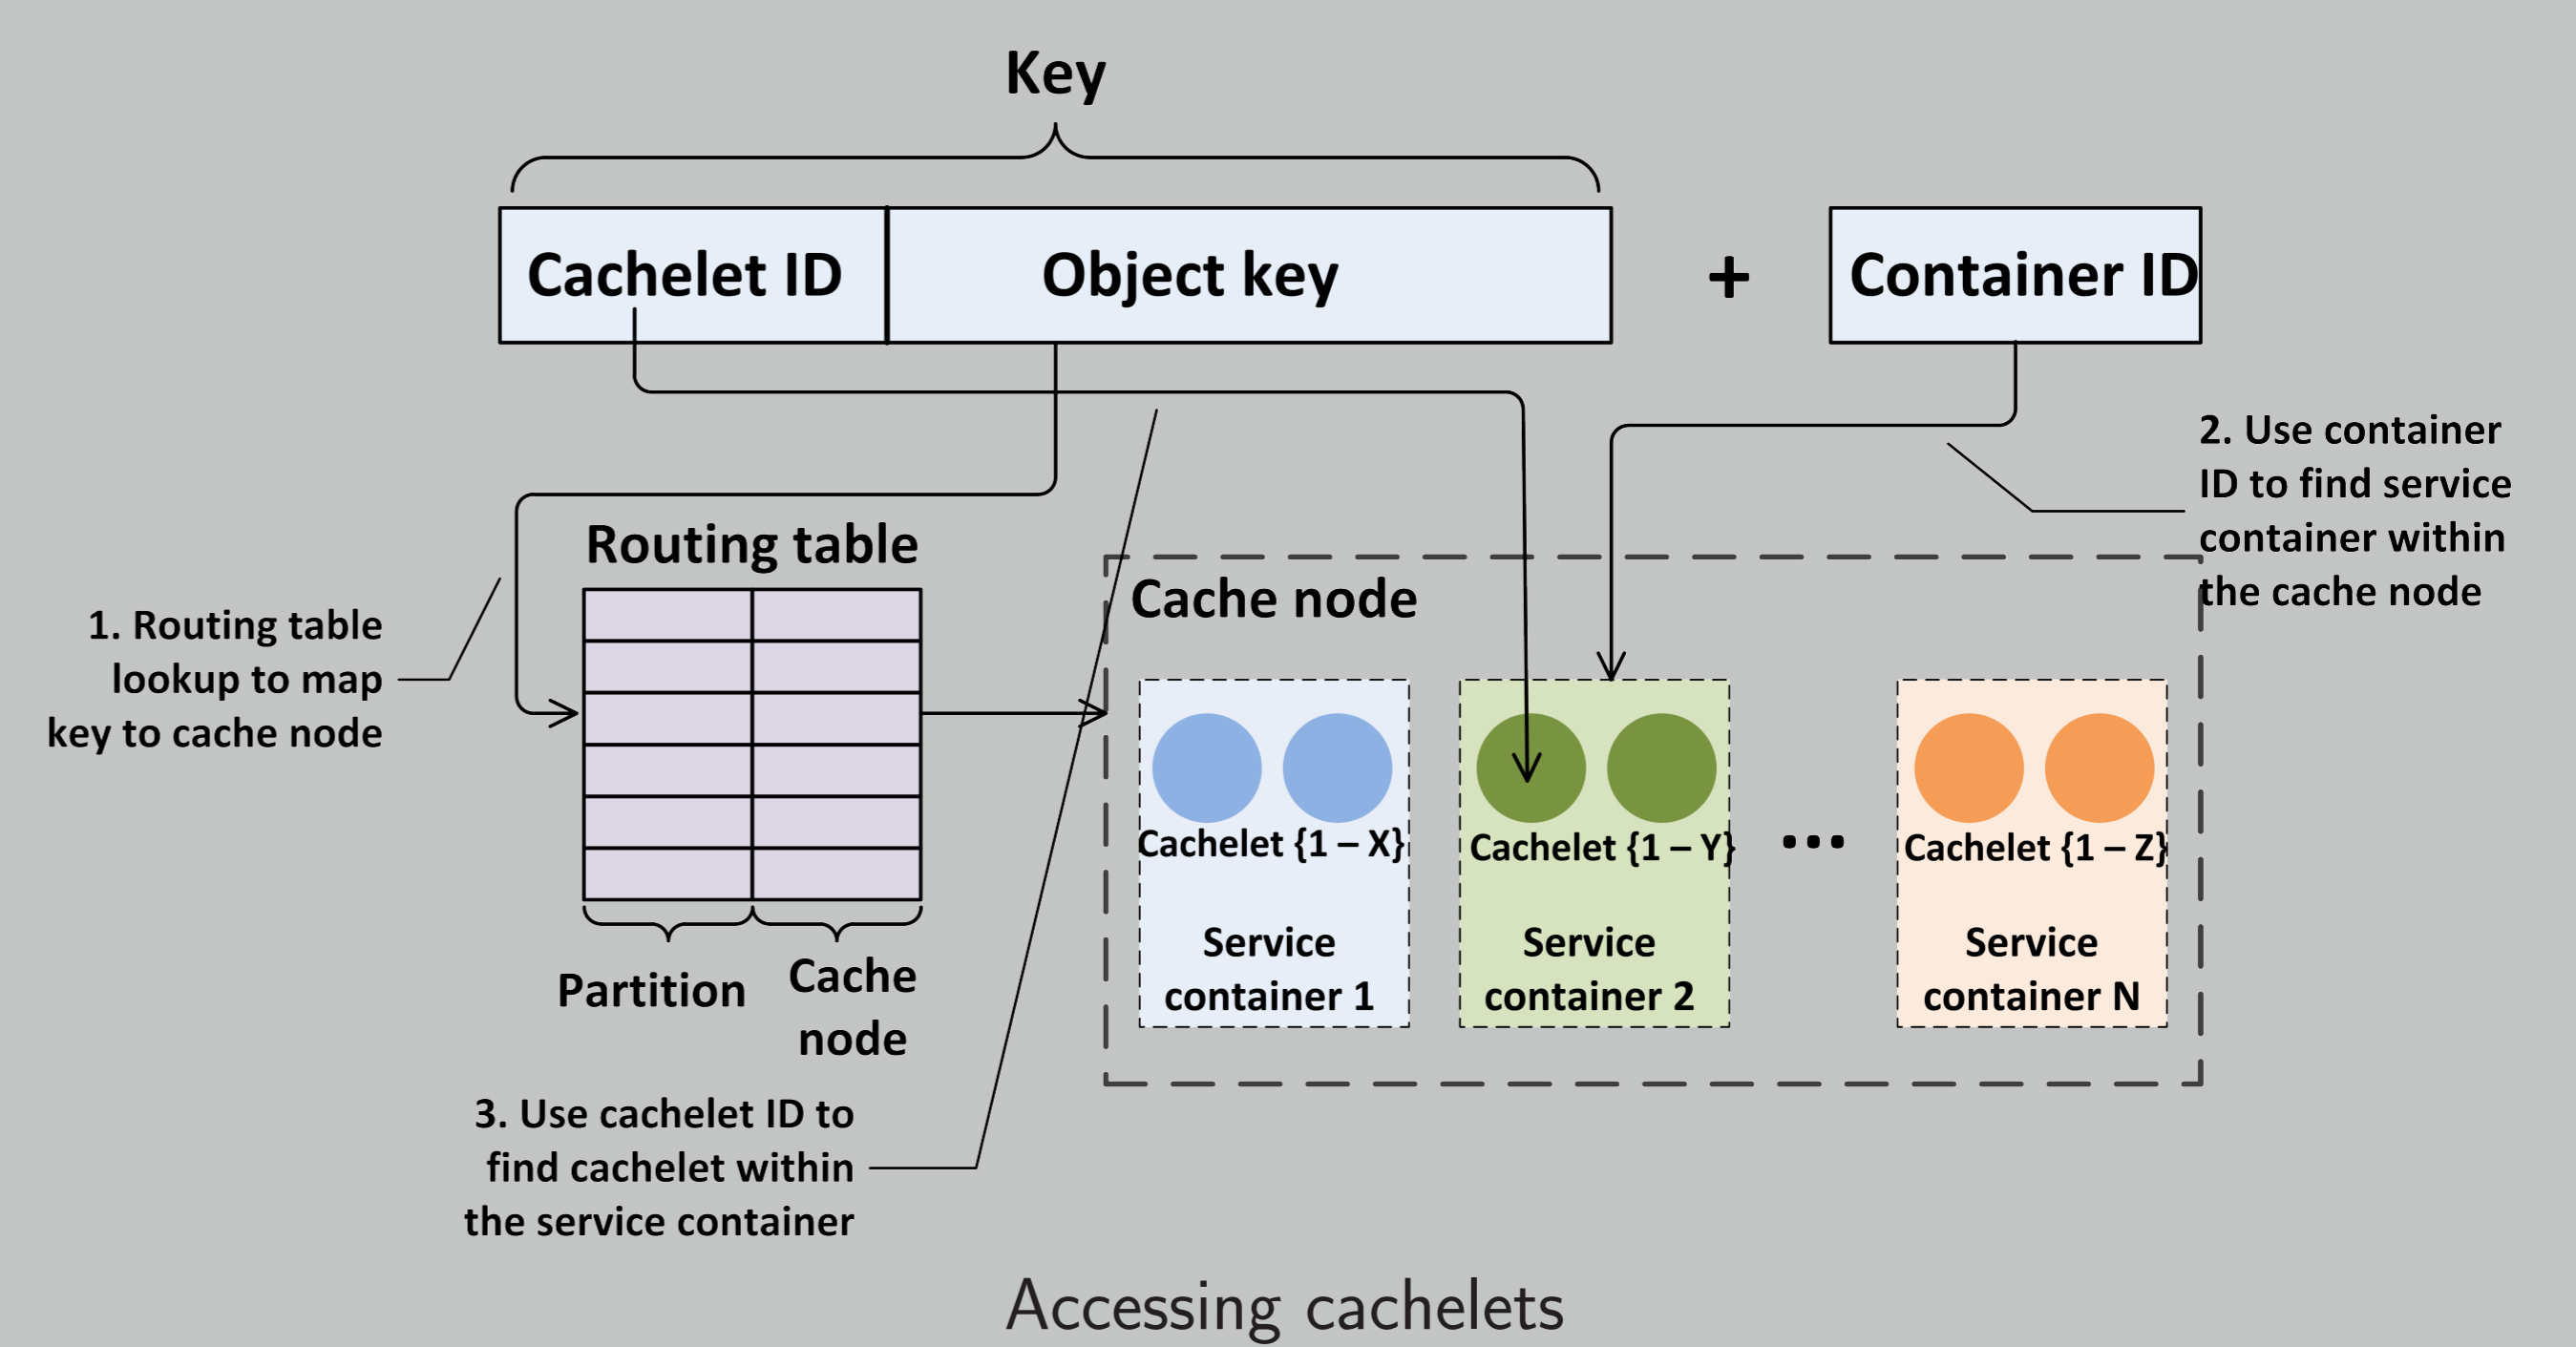 Key
Cachelet ID
Object key
+
Container ID
2. Use container
ID to find service
container within
the cache node
Routing table
1. Routing table
lookup to map
key to cache node
Cache node
Cachelet {1 – X}
Cachelet {1 – Y}
...
Cachelet {1 – Z}
Service
container 1
Service
container 2
Service
container N
Partition
Cache
node
3. Use cachelet ID to
find cachelet within
the service container
Accessing cachelets